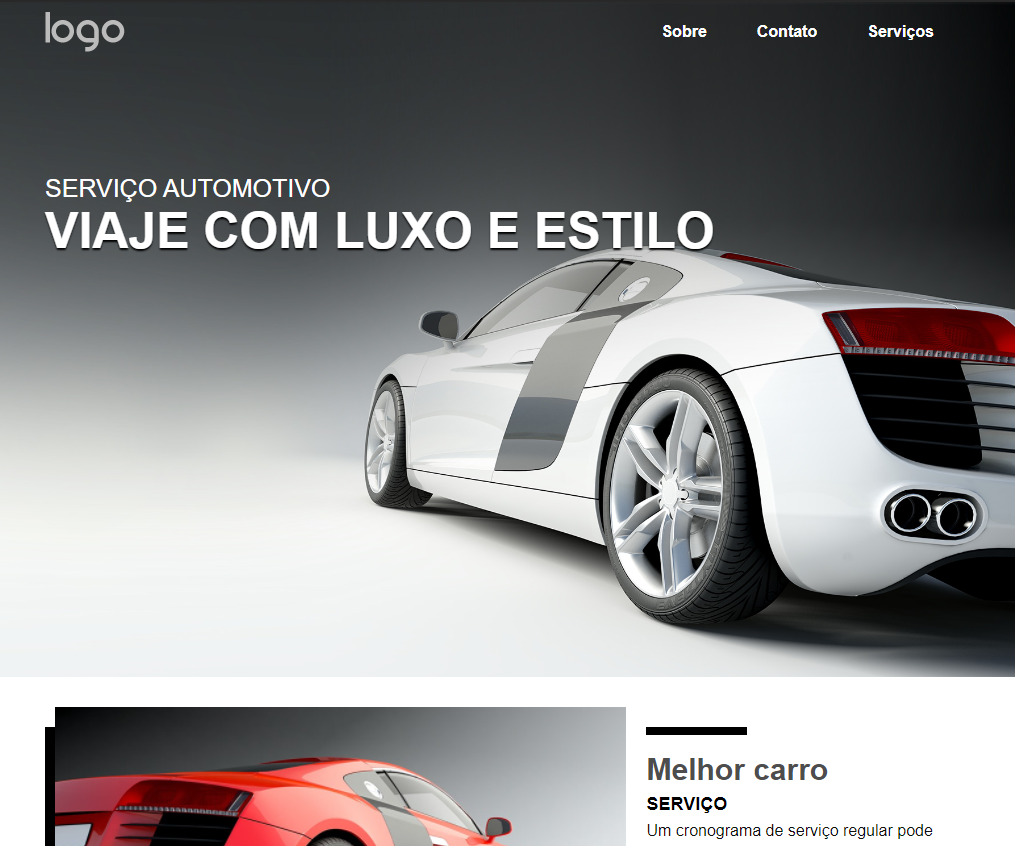 logo
Sobre Contato Serviços
SERVIÇO AUTOMOTIVO
VIAJE COM LUXO E ESTILO
Melhor carro
SERVIÇO
Um cronograma de serviço regular pode